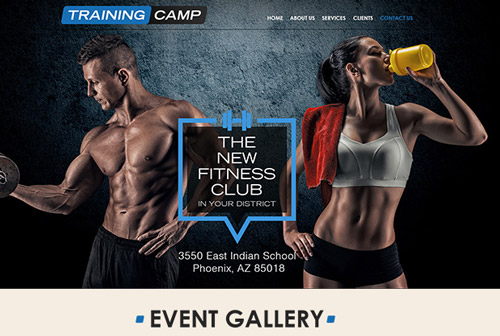 TRAINING CAMP
HOME ABOUT US SERVICES CLIENTS CONTACT US
THE
NEW
FITNESS
CLUB
IN YOUR DISTRICT
3550 East Indian School
Phoenix, AZ 85018
EVENT GALLERY